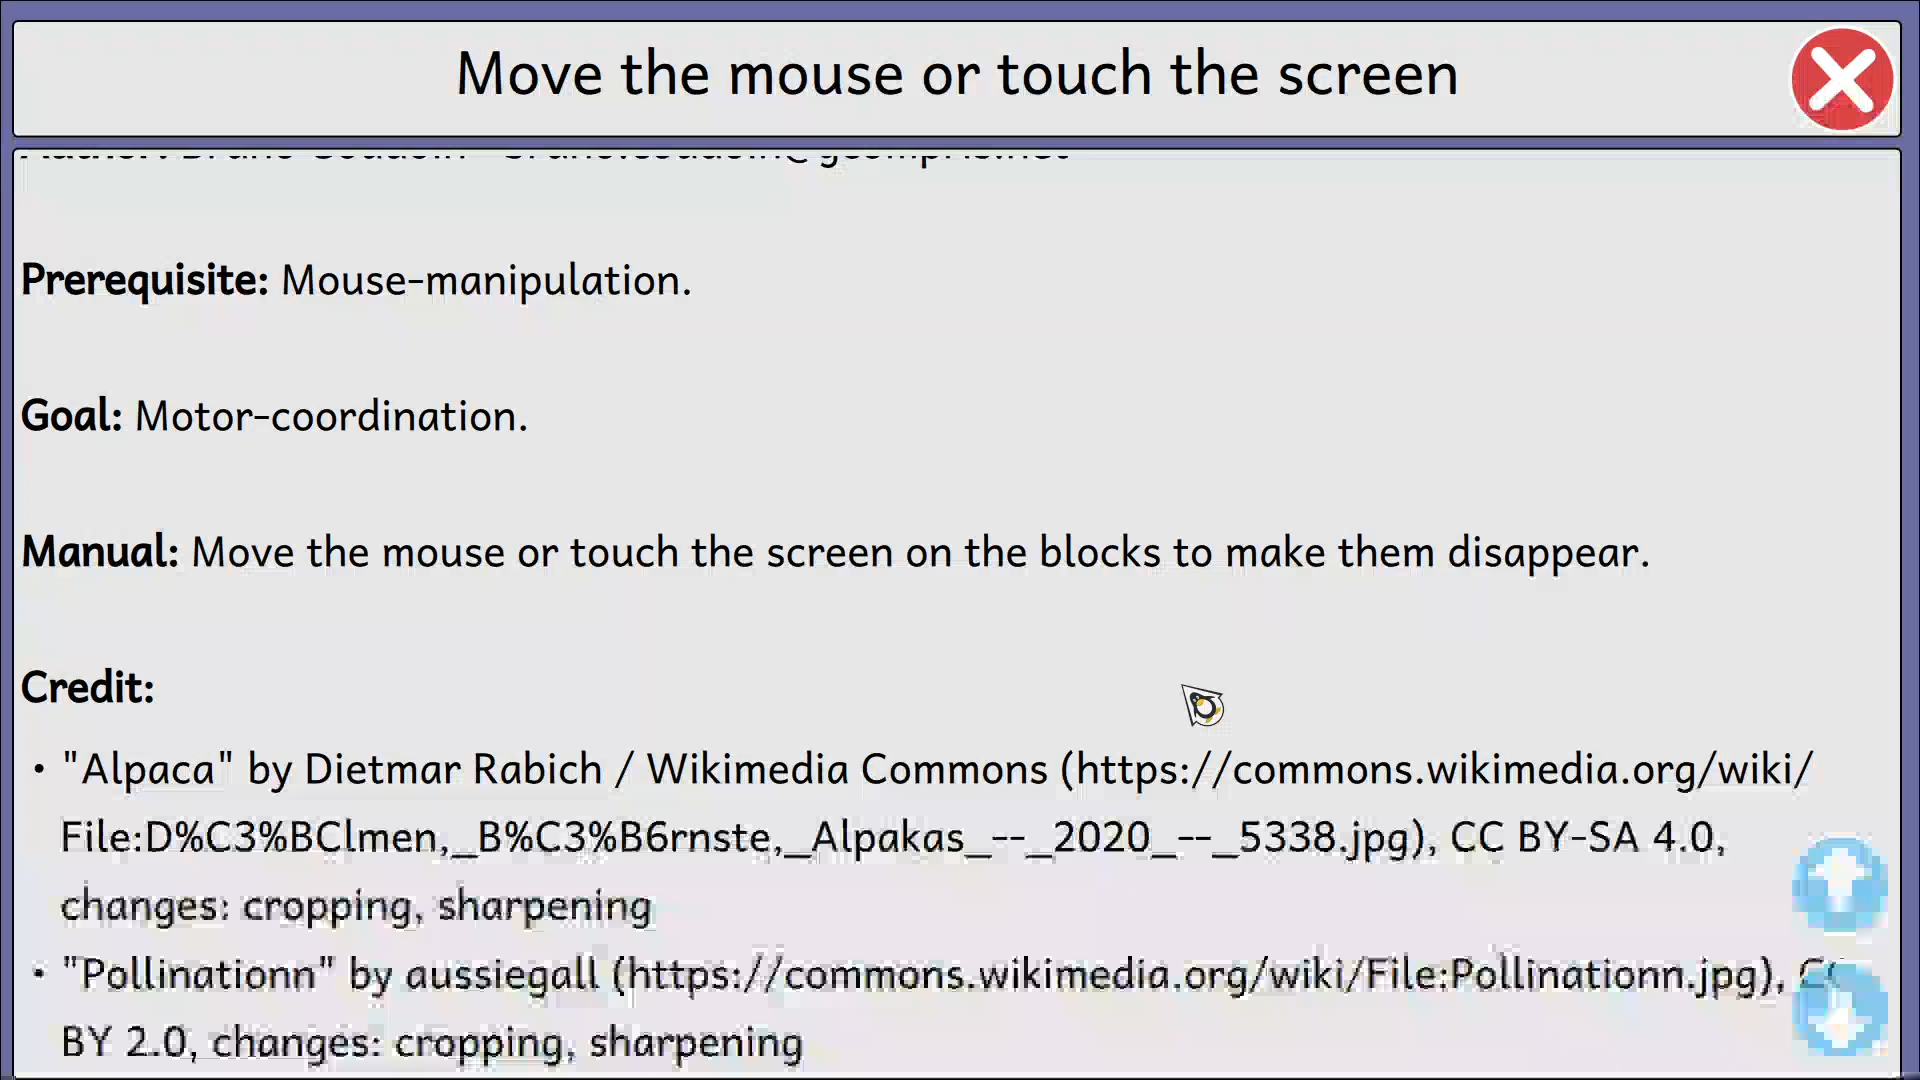 Move the mouse or touch the screen
Prerequisite: Mouse-manipulation.
Goal: Motor-coordination.
Manual: Move the mouse or touch the screen on the blocks to make them disappear.
Credit:
• "Alpaca" by Dietmar Rabich / Wikimedia Commons (https://commons.wikimedia.org/wiki/
File:D%C3%BClmen,_B%C3%B6rnste,_Alpakas_--_2020_--_5338.jpg), CC BY-SA 4.0,
changes: cropping, sharpening
• "Pollinationn" by aussiegall (https://commons.wikimedia.org/wiki/File:Pollinationn.jpg), CC
BY 2.0, changes: cropping, sharpening